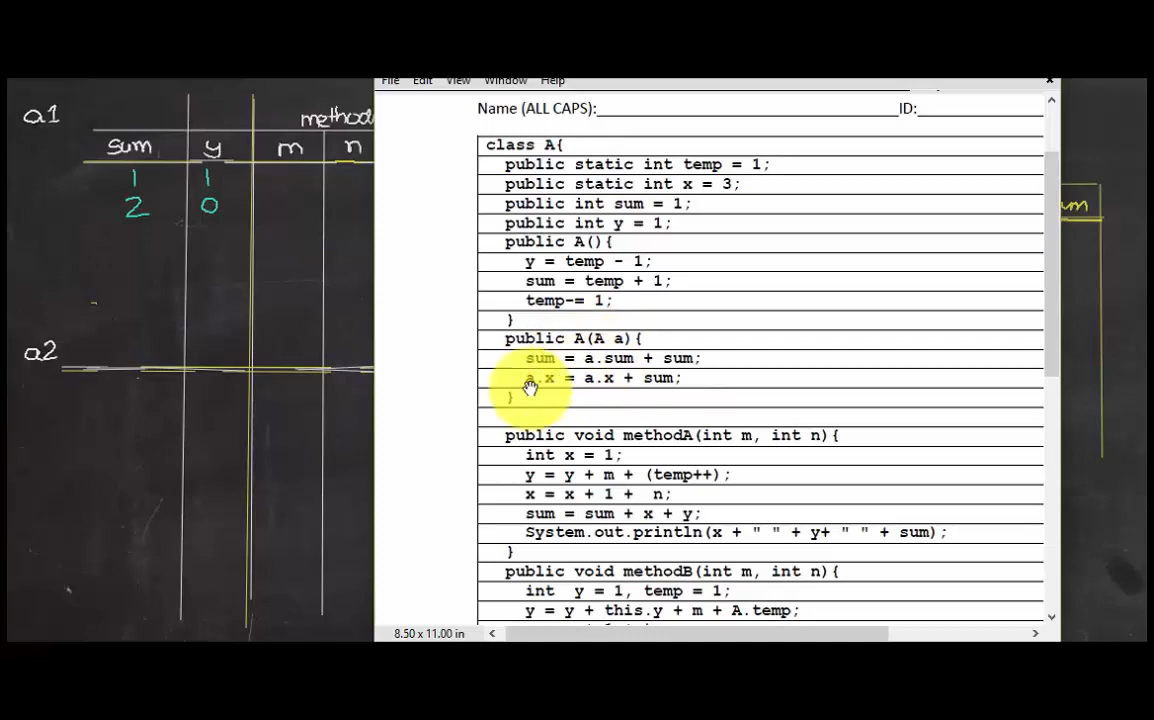 File Edit View Window Help
Name (ALL CAPS):
ID:
a1
method
sum y m n
1 1
2 0
a2
class A{
public static int temp = 1;
public static int x = 3;
public int sum = 1;
public int y = 1;
public A(){
y = temp - 1;
sum = temp + 1;
temp-= 1;
}
public A(A a){
sum = a.sum + sum;
a.x = a.x + sum;
}
public void methodA(int m, int n){
int x = 1;
y = y + m + (temp++);
x = x + 1 + n;
sum = sum + x + y;
System.out.println(x + " " + y+ " " + sum);
}
public void methodB(int m, int n){
int y = 1, temp = 1;
y = y + this.y + m + A.temp;
8.50 x 11.00 in